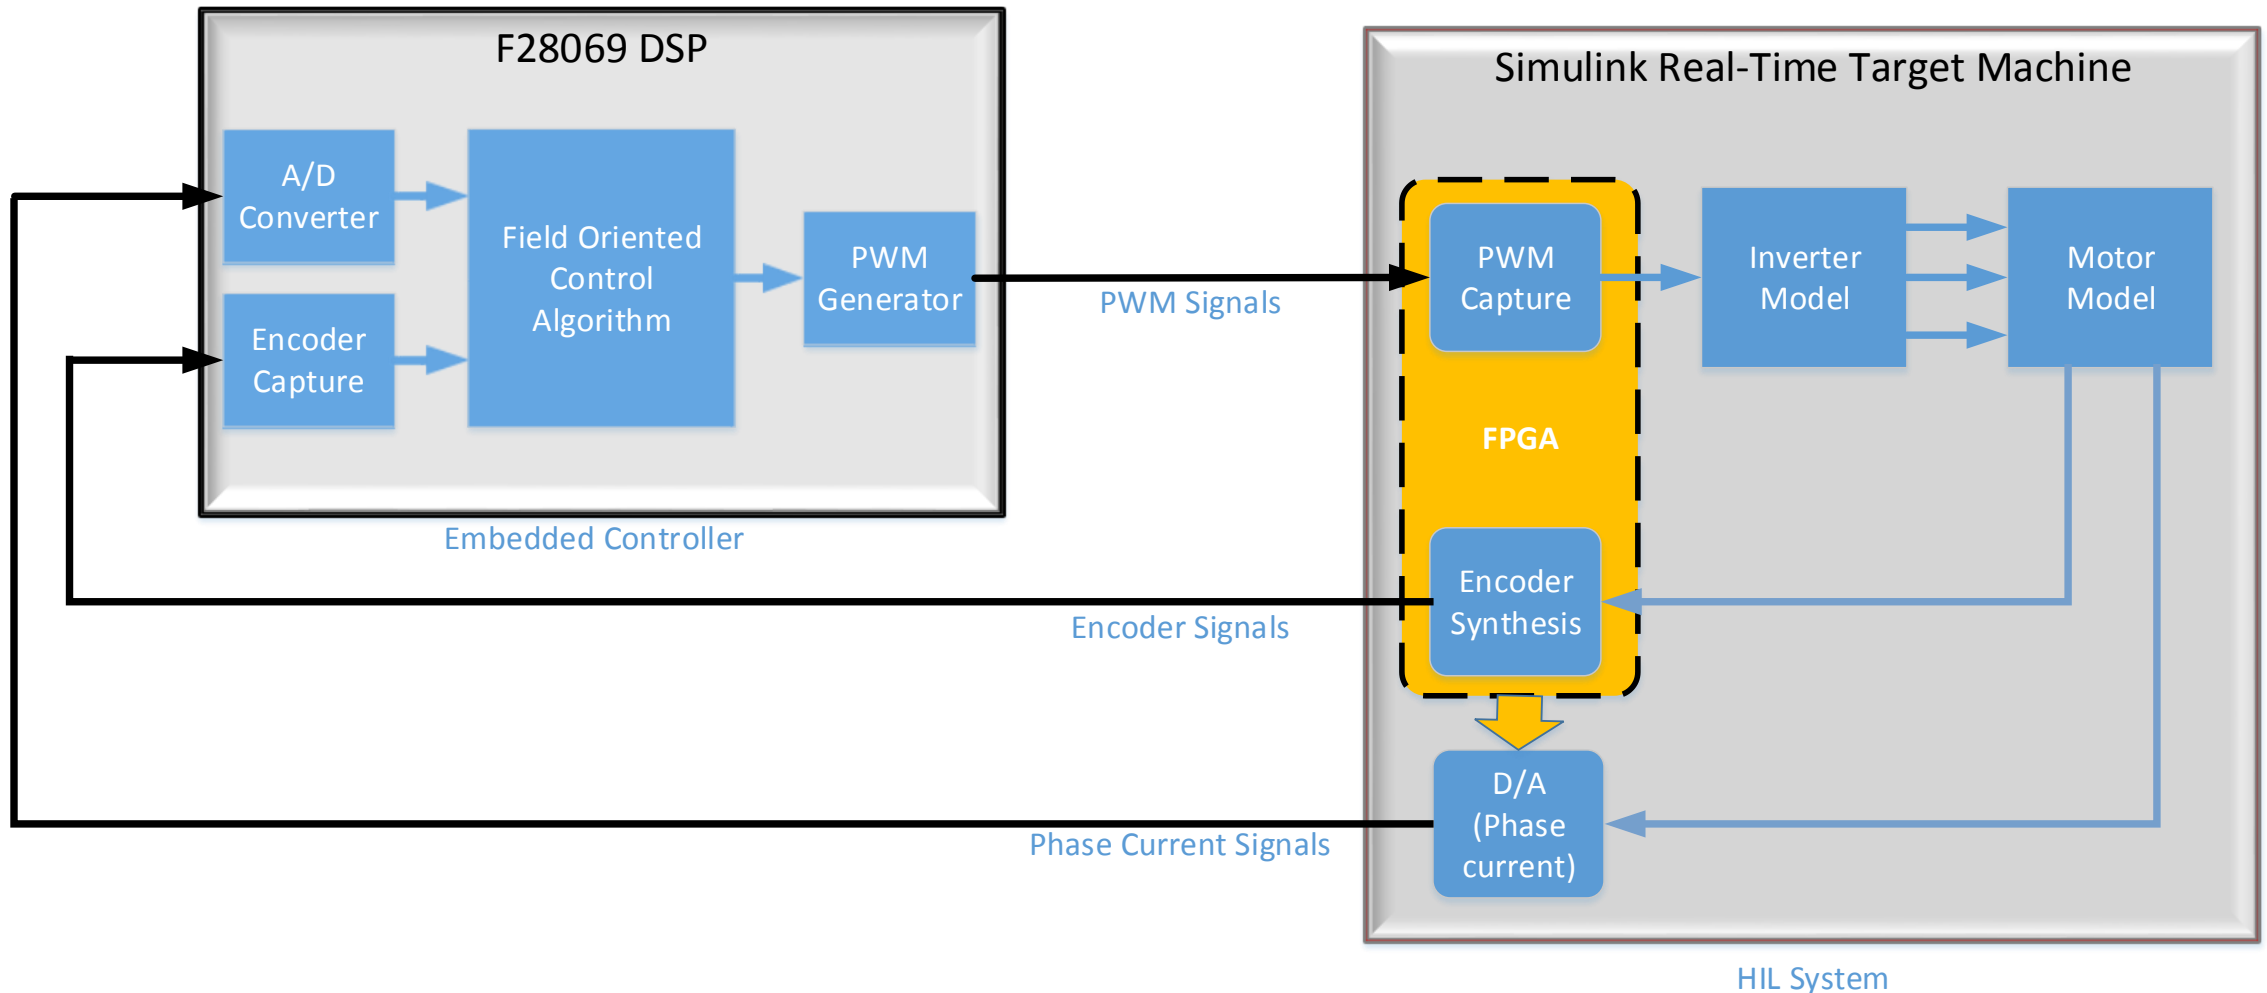 F28069 DSP
A/D
Converter
Encoder
Capture
Field Oriented
Control
Algorithm
PWM
Generator
Embedded Controller
PWM Signals
Encoder Signals
Phase Current Signals
Simulink Real-Time Target Machine
PWM
Capture
FPGA
Encoder
Synthesis
D/A
(Phase
current)
Inverter
Model
Motor
Model
HIL System